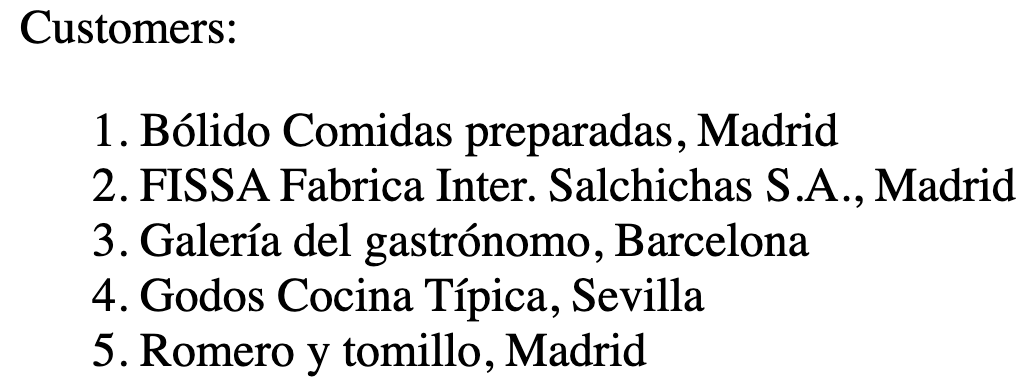 Customers:
1. Bólido Comidas preparadas, Madrid
2. FISSA Fabrica Inter. Salchichas S.A., Madrid
3. Galería del gastrónomo, Barcelona
4. Godos Cocina Típica, Sevilla
5. Romero y tomillo, Madrid